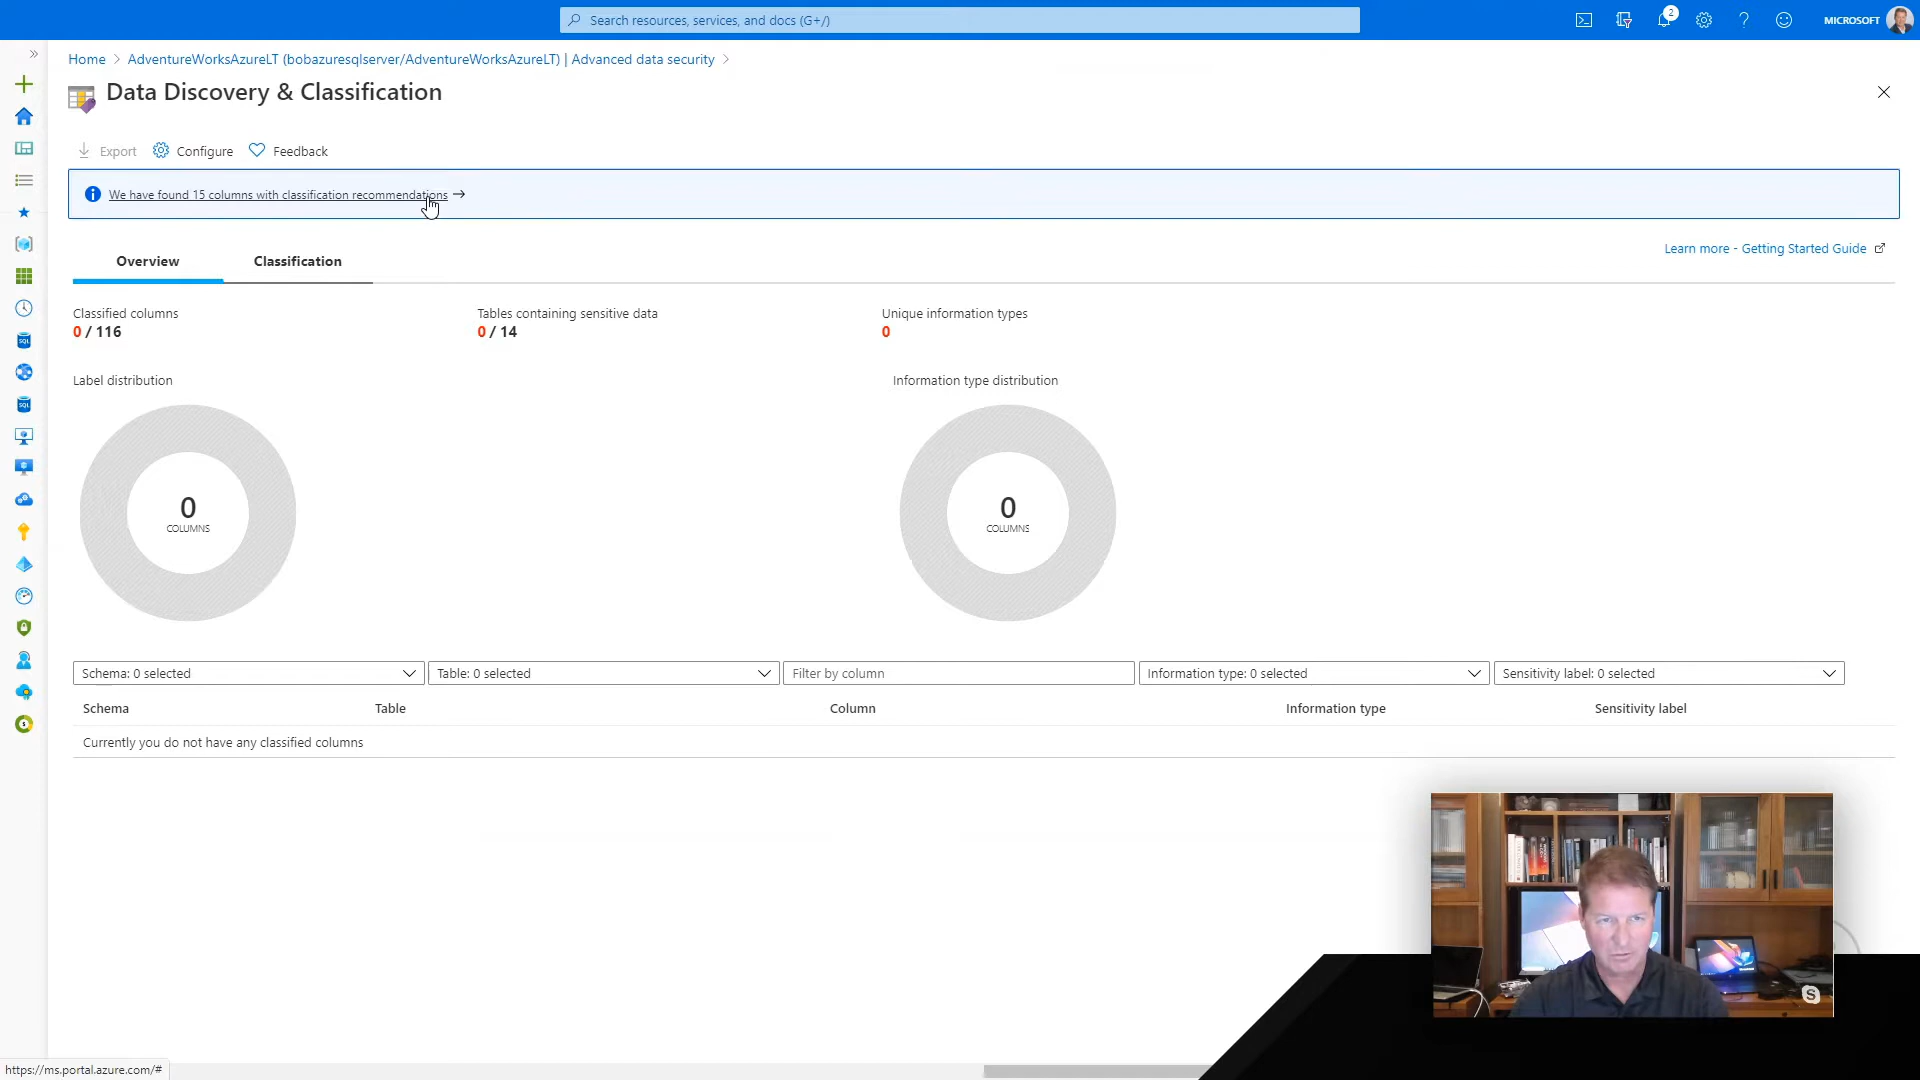 Search resources, services, and docs (G+/)
2
MICROSOFT
Home > AdventureWorksAzureLT (bobazuresqlserver/AdventureWorksAzureLT) | Advanced data security >
Data Discovery & Classification
Export
Configure
Feedback
We have found 15 columns with classification recommendations →
Learn more - Getting Started Guide
Overview
Classification
Classified columns
0 / 116
Tables containing sensitive data
0 / 14
Unique information types
0
Label distribution
0
COLUMNS
Information type distribution
0
COLUMNS
Schema: 0 selected
Table: 0 selected
Filter by column
Information type: 0 selected
Sensitivity label: 0 selected
Schema
Table
Column
Information type
Sensitivity label
Currently you do not have any classified columns
https://ms.portal.azure.com/#